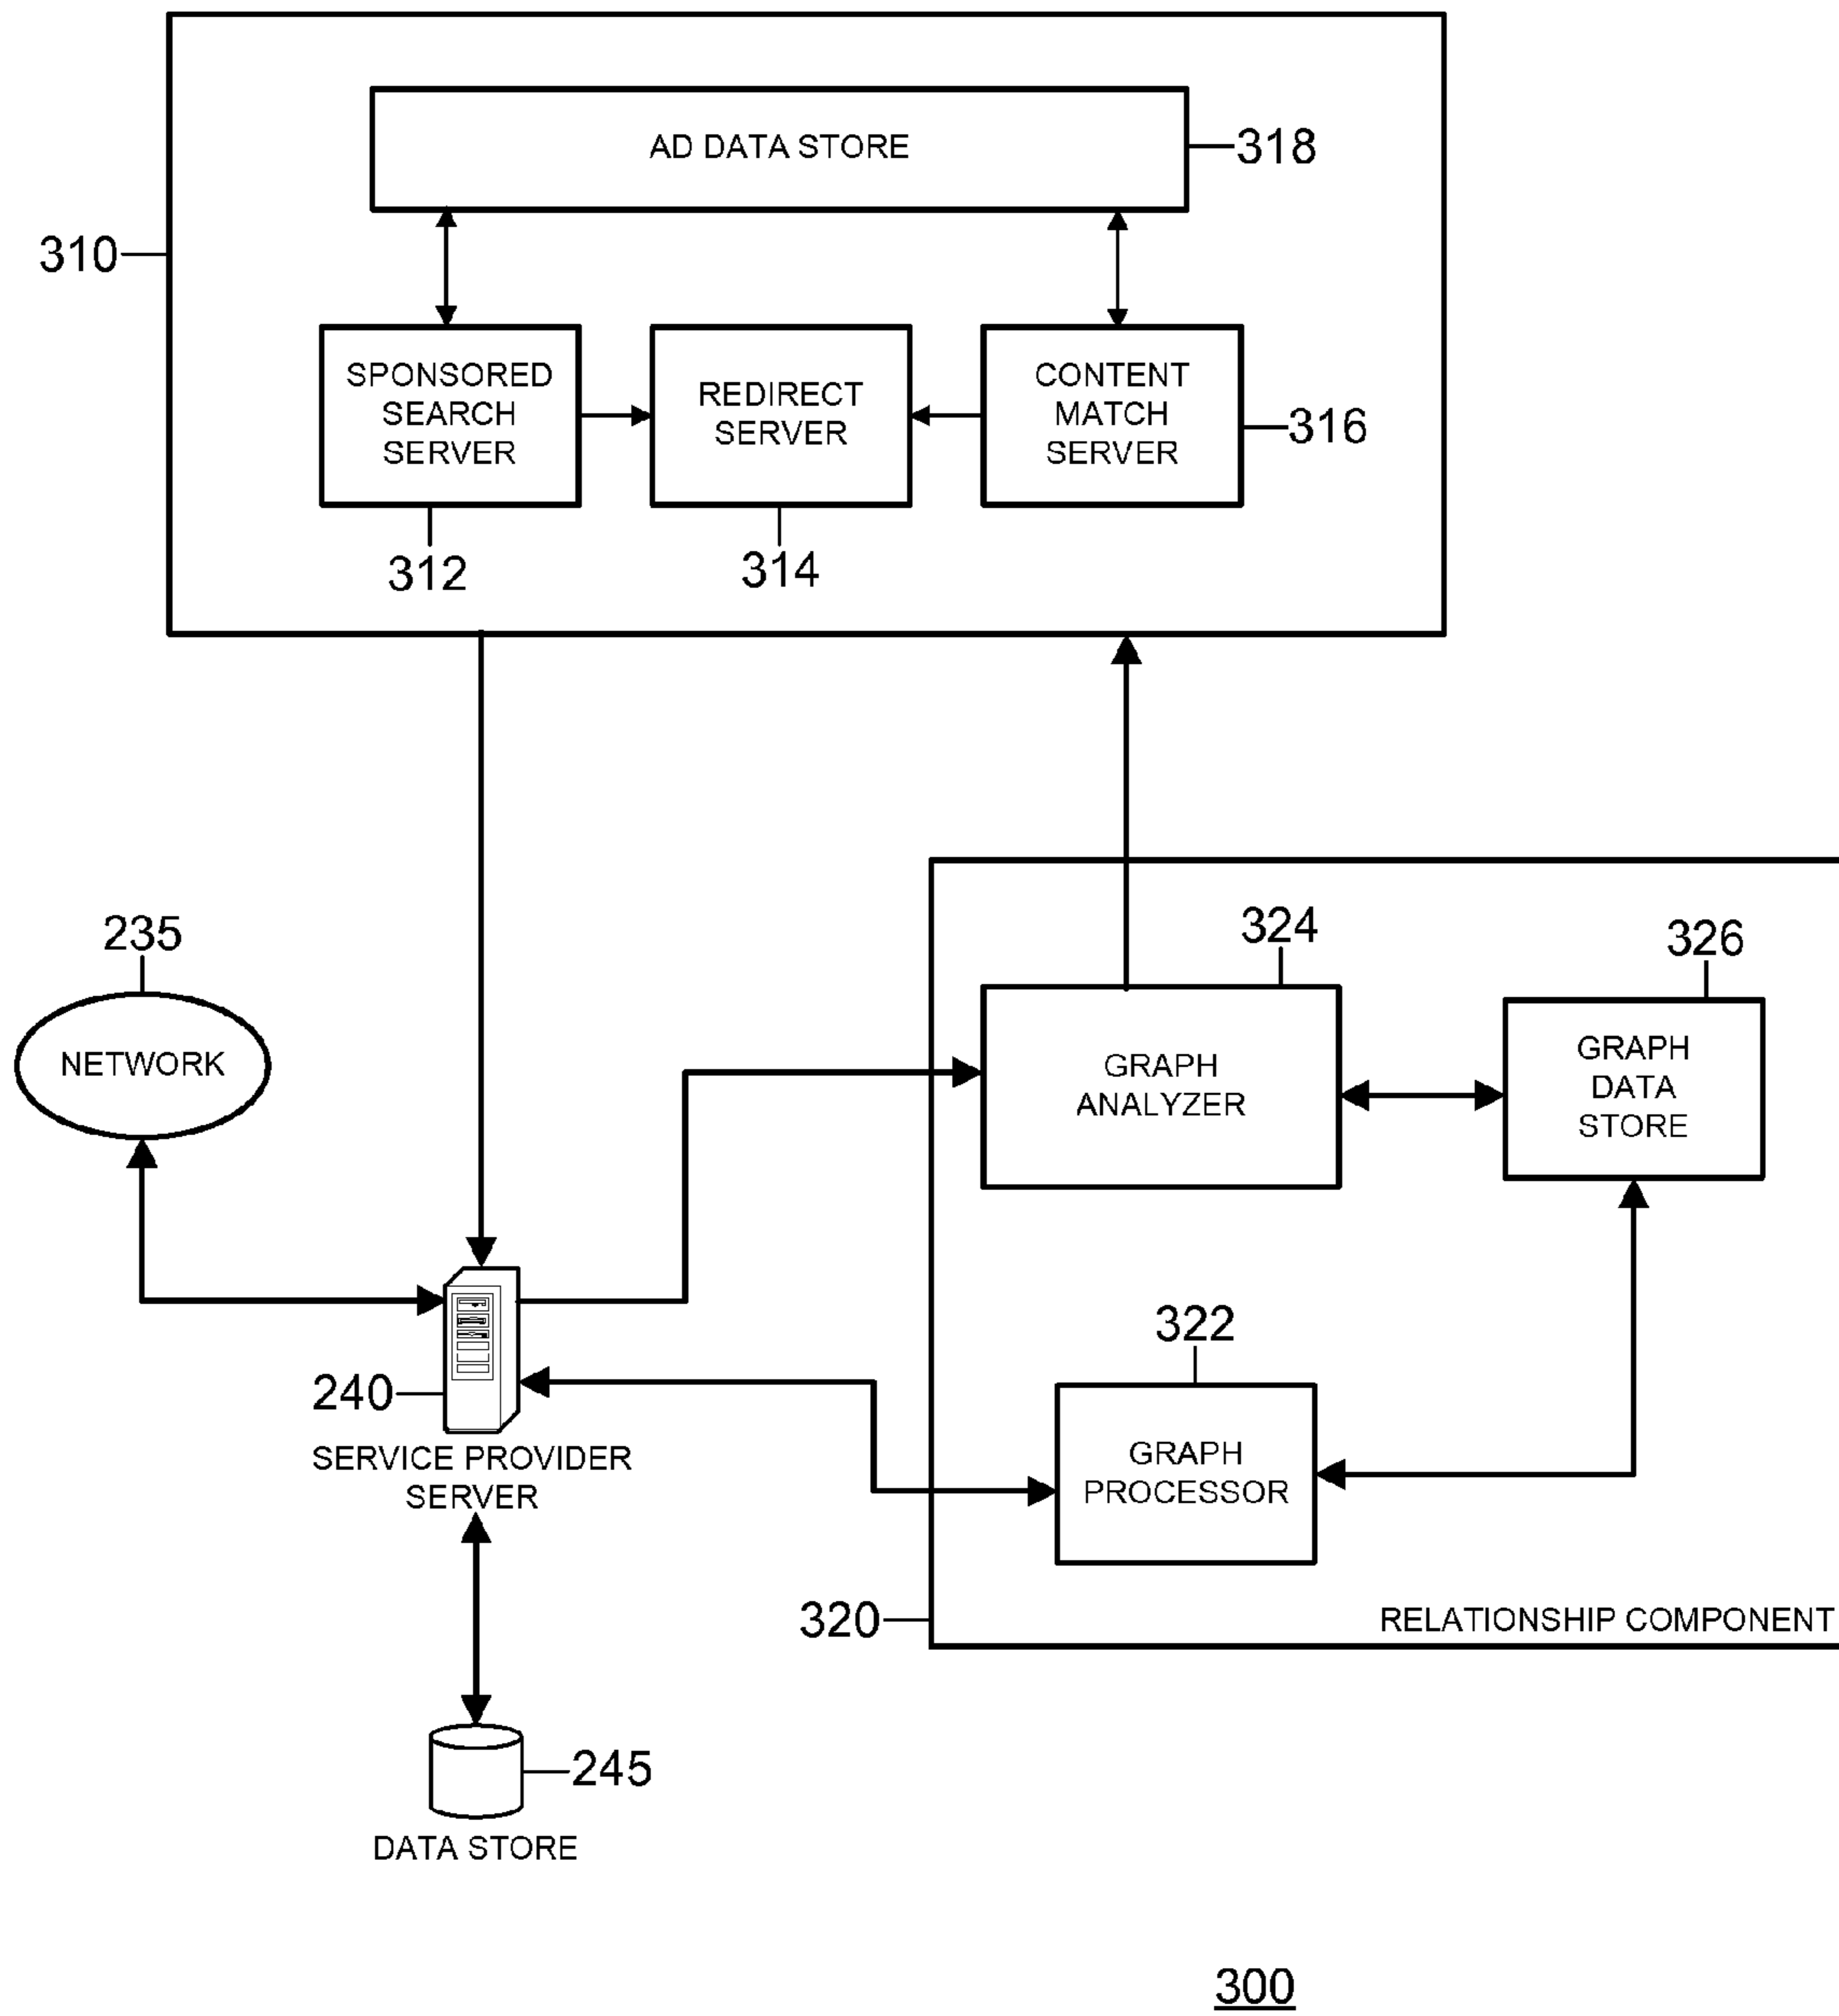 AD DATA STORE
318
310
SPONSORED
SEARCH
SERVER
REDIRECT
SERVER
CONTENT
MATCH
SERVER
316
312
314
235
NETWORK
324
326
GRAPH
ANALYZER
GRAPH
DATA
STORE
322
240
SERVICE PROVIDER
SERVER
GRAPH
PROCESSOR
320
RELATIONSHIP COMPONENT
245
DATA STORE
300